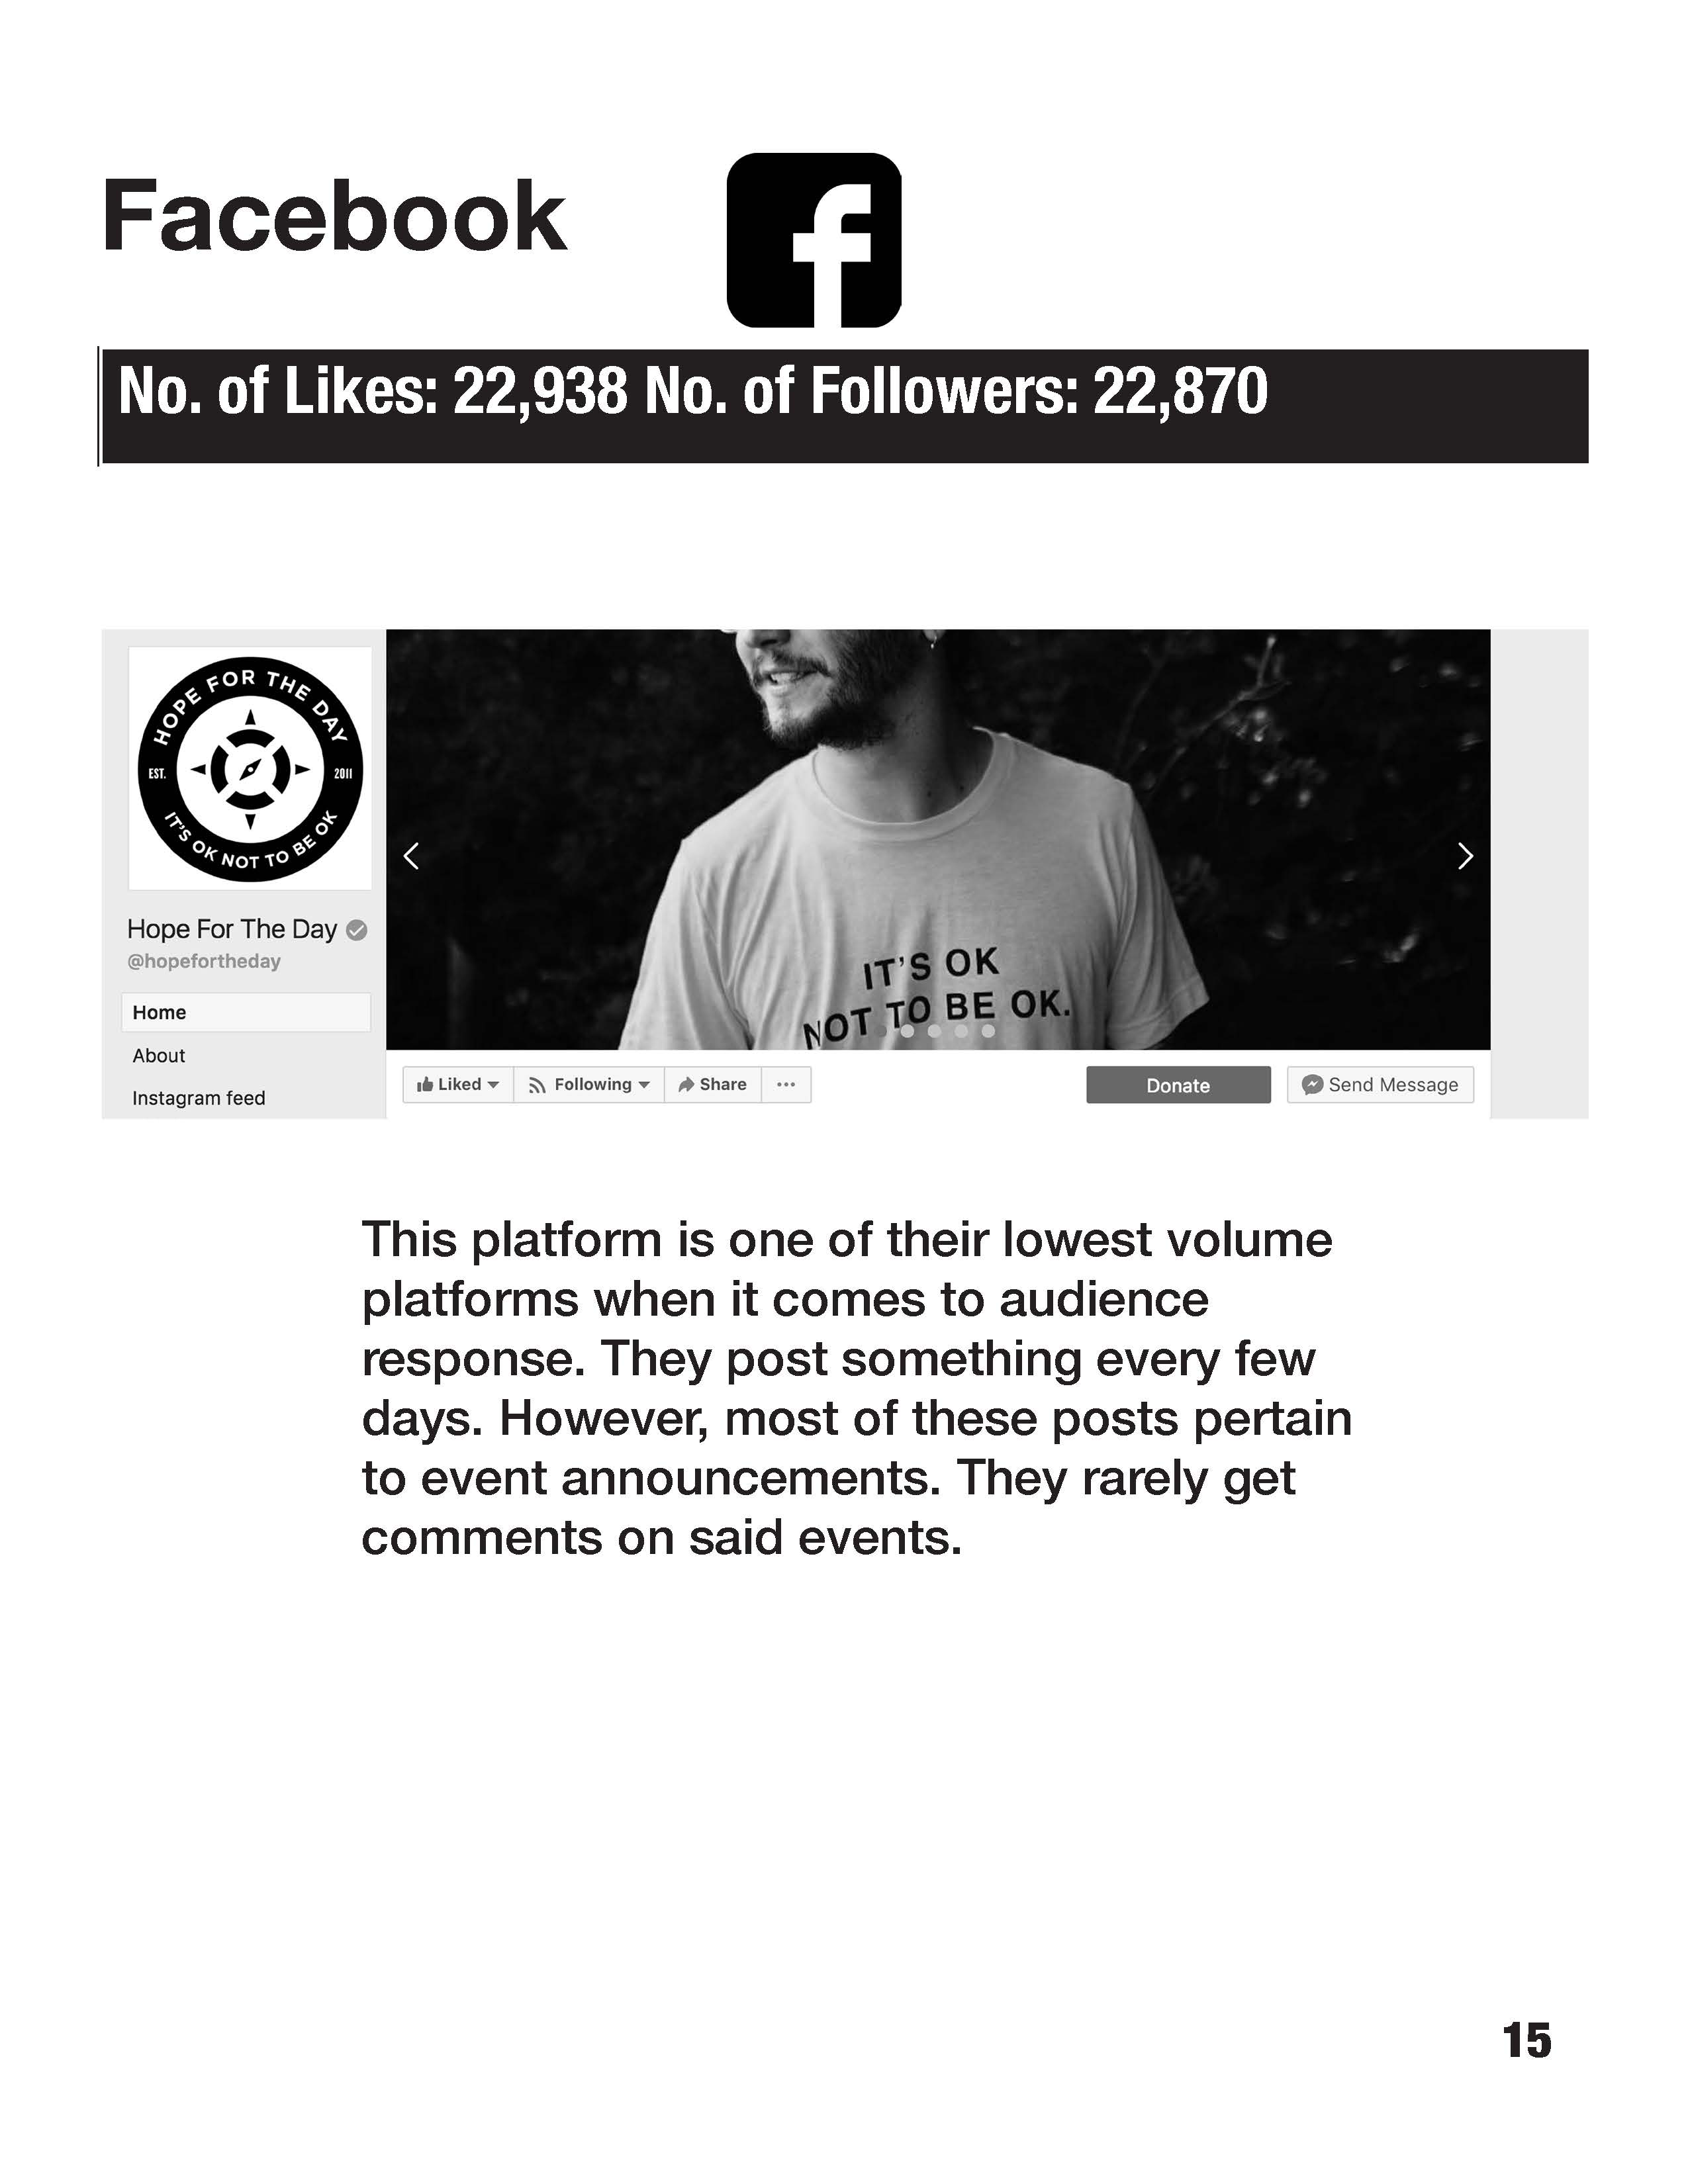 Facebook
No. of Likes: 22,938 No. of Followers: 22,870
HOPE FOR THE DAY
EST. 2011
IT'S OK NOT TO BE OK
Hope For The Day
@hopefortheday
Home
About
Instagram feed
IT'S OK
NOT TO BE OK.
Liked Following Share ...
Donate
Send Message
This platform is one of their lowest volume
platforms when it comes to audience
response. They post something every few
days. However, most of these posts pertain
to event announcements. They rarely get
comments on said events.
15